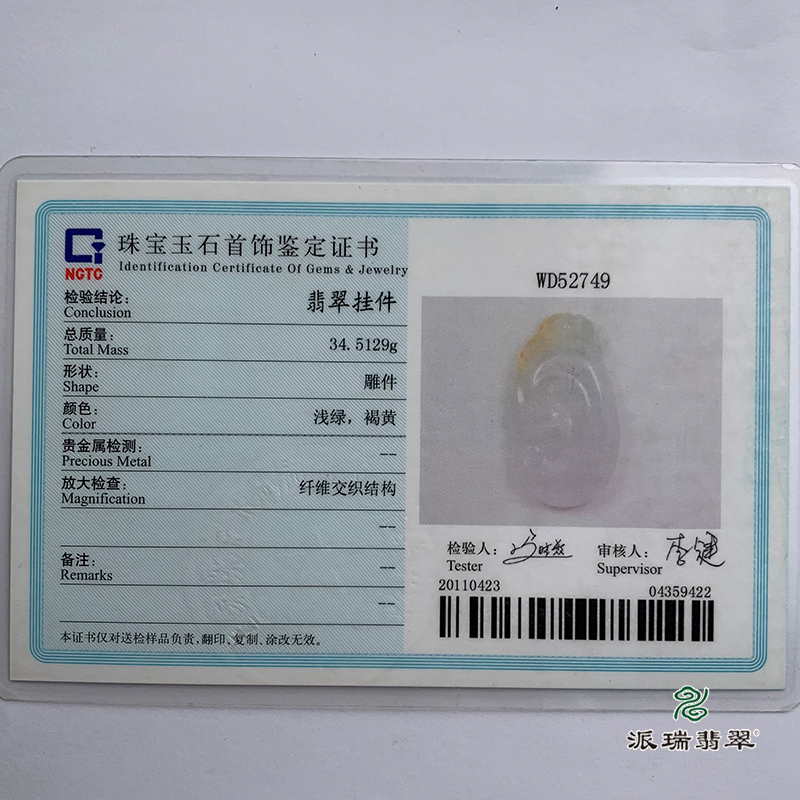 NGTC
珠宝玉石首饰鉴定证书
Identification Certificate Of Gems & Jewelry
检验结论: 翡翠挂件
Conclusion
总质量: 34.5129g
Total Mass
形状: 雕件
Shape
颜色: 浅绿，褐黄
Color
贵金属检测: --
Precious Metal
放大检查: 纤维交织结构
Magnification
--
备注: --
Remarks
--
本证书仅对送检样品负责,翻印、复制、涂改无效。
WD52749
检验人: 审核人: 李健
Tester Supervisor
20110423 04359422
派瑞翡翠